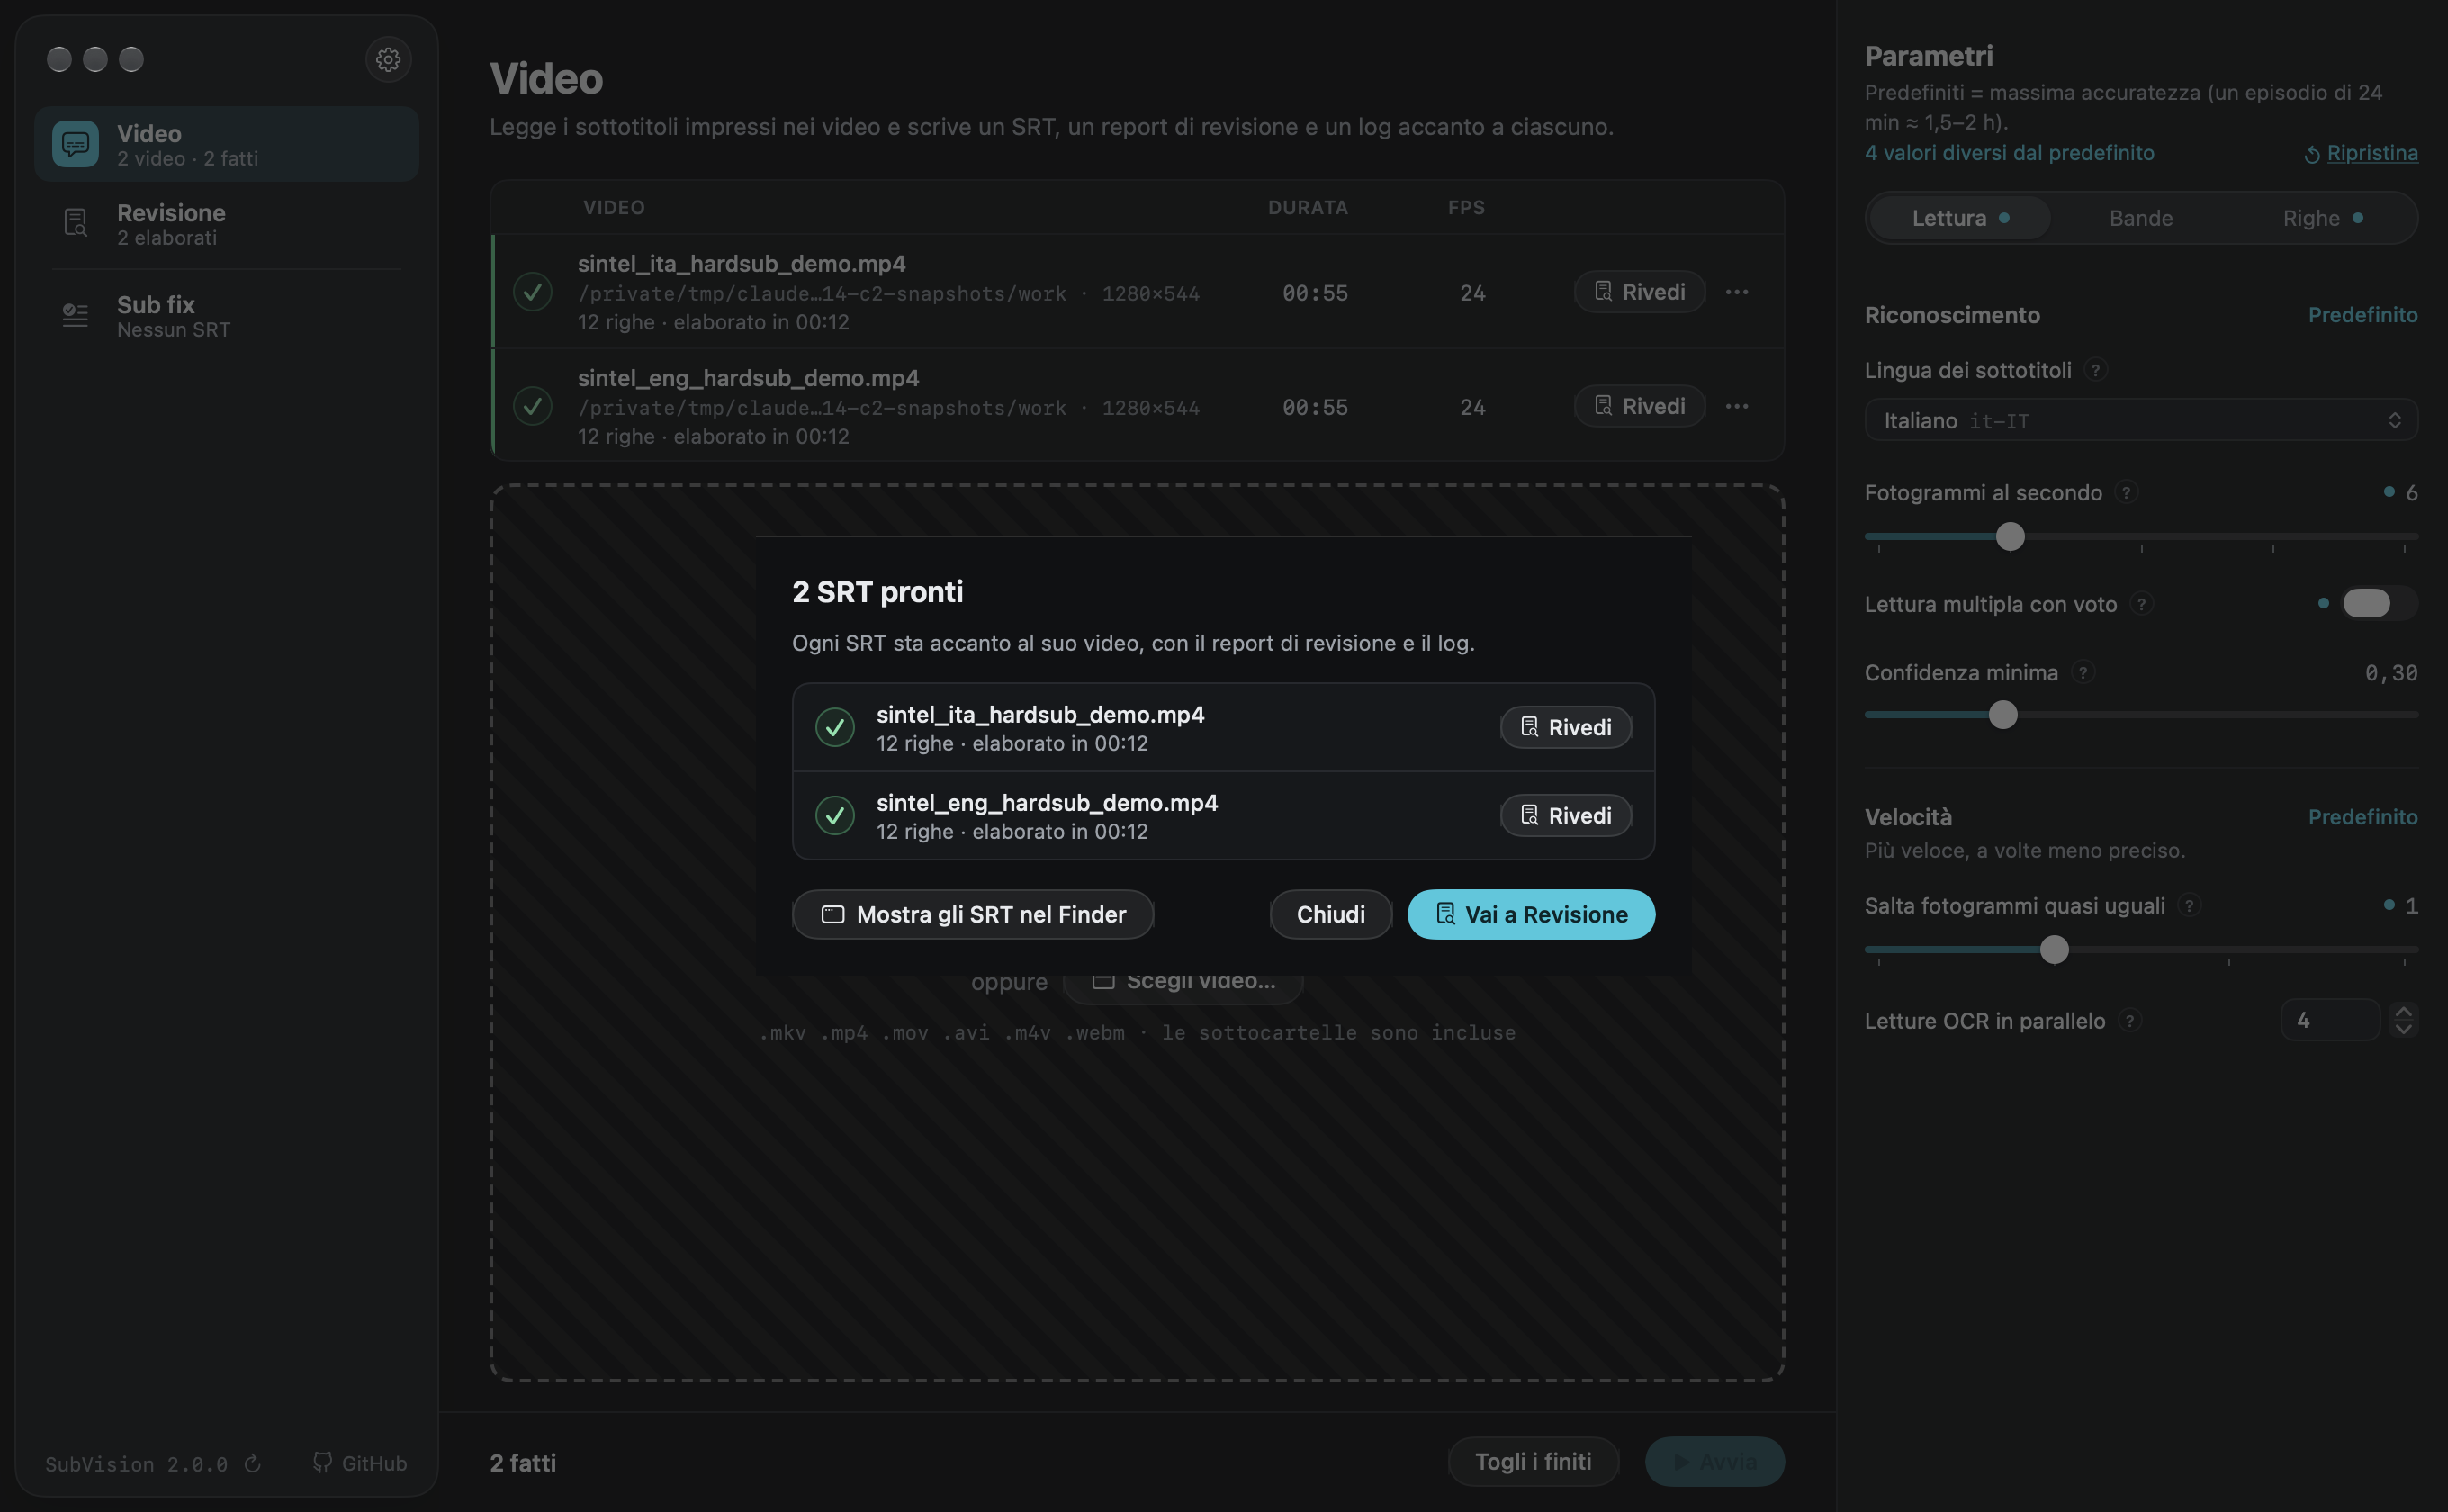 Video
2 video · 2 fatti
Revisione
2 elaborati
Sub fix
Nessun SRT
SubVision 2.0.0
GitHub
Video
Legge i sottotitoli impressi nei video e scrive un SRT, un report di revisione e un log accanto a ciascuno.
VIDEO DURATA FPS
sintel_ita_hardsub_demo.mp4
/private/tmp/claude…14-c2-snapshots/work · 1280×544 00:55 24 Rivedi
12 righe · elaborato in 00:12
sintel_eng_hardsub_demo.mp4
/private/tmp/claude…14-c2-snapshots/work · 1280×544 00:55 24 Rivedi
12 righe · elaborato in 00:12
2 SRT pronti
Ogni SRT sta accanto al suo video, con il report di revisione e il log.
sintel_ita_hardsub_demo.mp4
12 righe · elaborato in 00:12
Rivedi
sintel_eng_hardsub_demo.mp4
12 righe · elaborato in 00:12
Rivedi
Mostra gli SRT nel Finder Chiudi Vai a Revisione
oppure Scegli video…
.mkv .mp4 .mov .avi .m4v .webm · le sottocartelle sono incluse
2 fatti Togli i finiti Avvia
Parametri
Predefiniti = massima accuratezza (un episodio di 24
min ≈ 1,5–2 h).
4 valori diversi dal predefinito Ripristina
Lettura Bande Righe
Riconoscimento Predefinito
Lingua dei sottotitoli ?
Italiano it-IT
Fotogrammi al secondo ? 6
Lettura multipla con voto ?
Confidenza minima ? 0,30
Velocità Predefinito
Più veloce, a volte meno preciso.
Salta fotogrammi quasi uguali ? 1
Letture OCR in parallelo ? 4